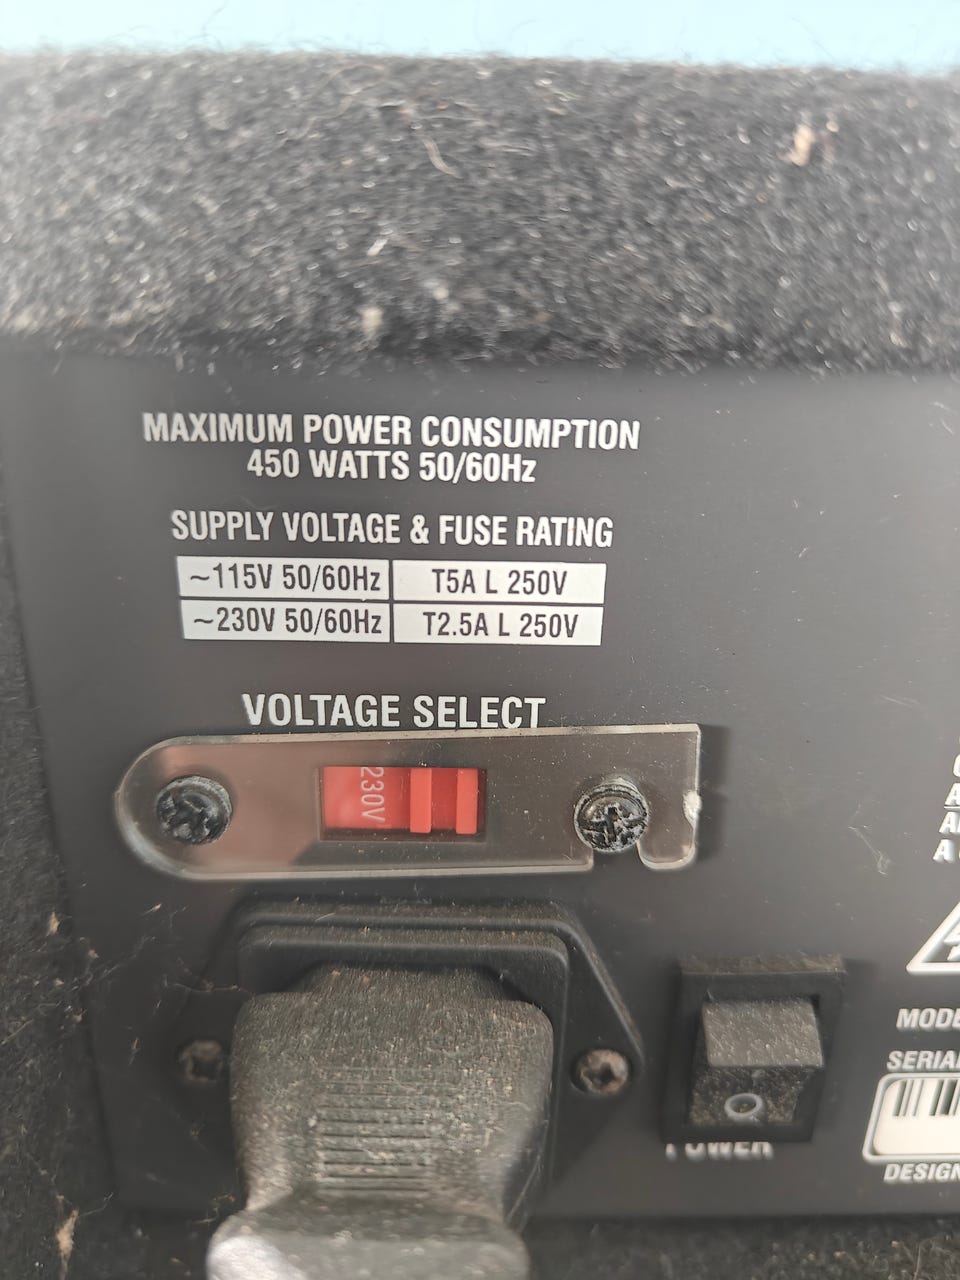 MAXIMUM POWER CONSUMPTION
450 WATTS 50/60Hz
SUPPLY VOLTAGE & FUSE RATING
~115V 50/60Hz T5A L 250V
~230V 50/60Hz T2.5A L 250V
VOLTAGE SELECT
230V
POWER